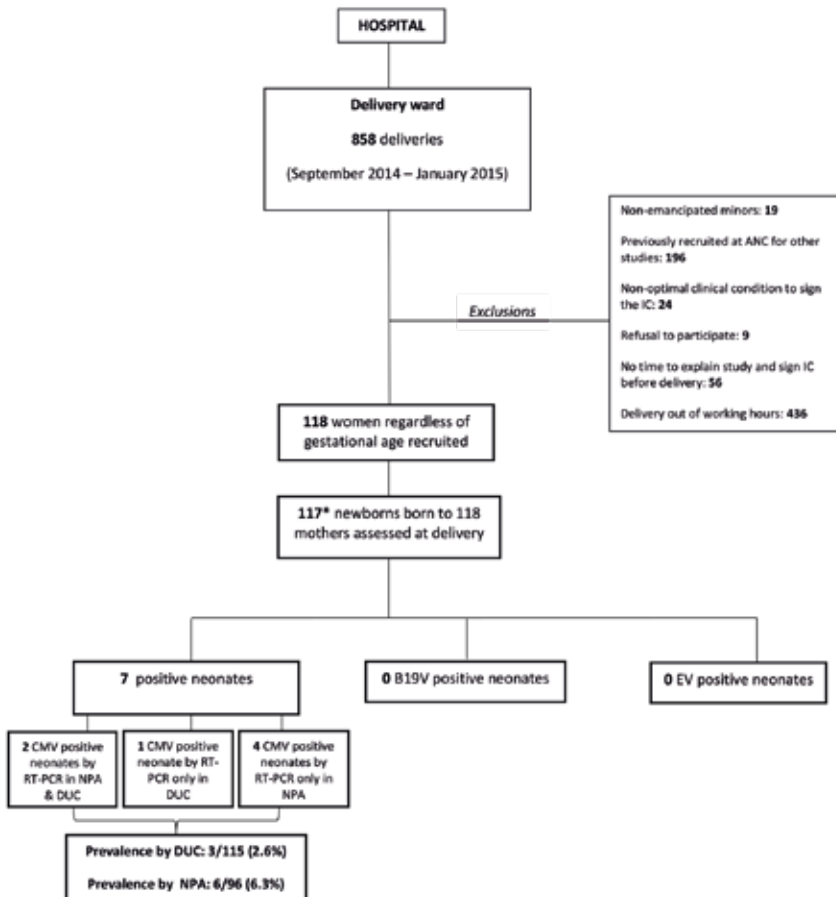 HOSPITAL
Delivery ward
858 deliveries
(September 2014 – January 2015)
Non-emancipated minors: 19
Previously recruited at ANC for other
studies: 196
Non-optimal clinical condition to sign
the IC: 24
Refusal to participate: 9
No time to explain study and sign IC
before delivery: 56
Delivery out of working hours: 436
Exclusions
118 women regardless of
gestational age recruited
117* newborns born to 118
mothers assessed at delivery
7 positive neonates
0 B19V positive neonates
0 EV positive neonates
2 CMV positive
neonates by
RT-PCR in NPA
& DUC
1 CMV positive
neonate by RT-
PCR only in
DUC
4 CMV positive
neonates by
RT-PCR only in
NPA
Prevalence by DUC: 3/115 (2.6%)
Prevalence by NPA: 6/96 (6.3%)